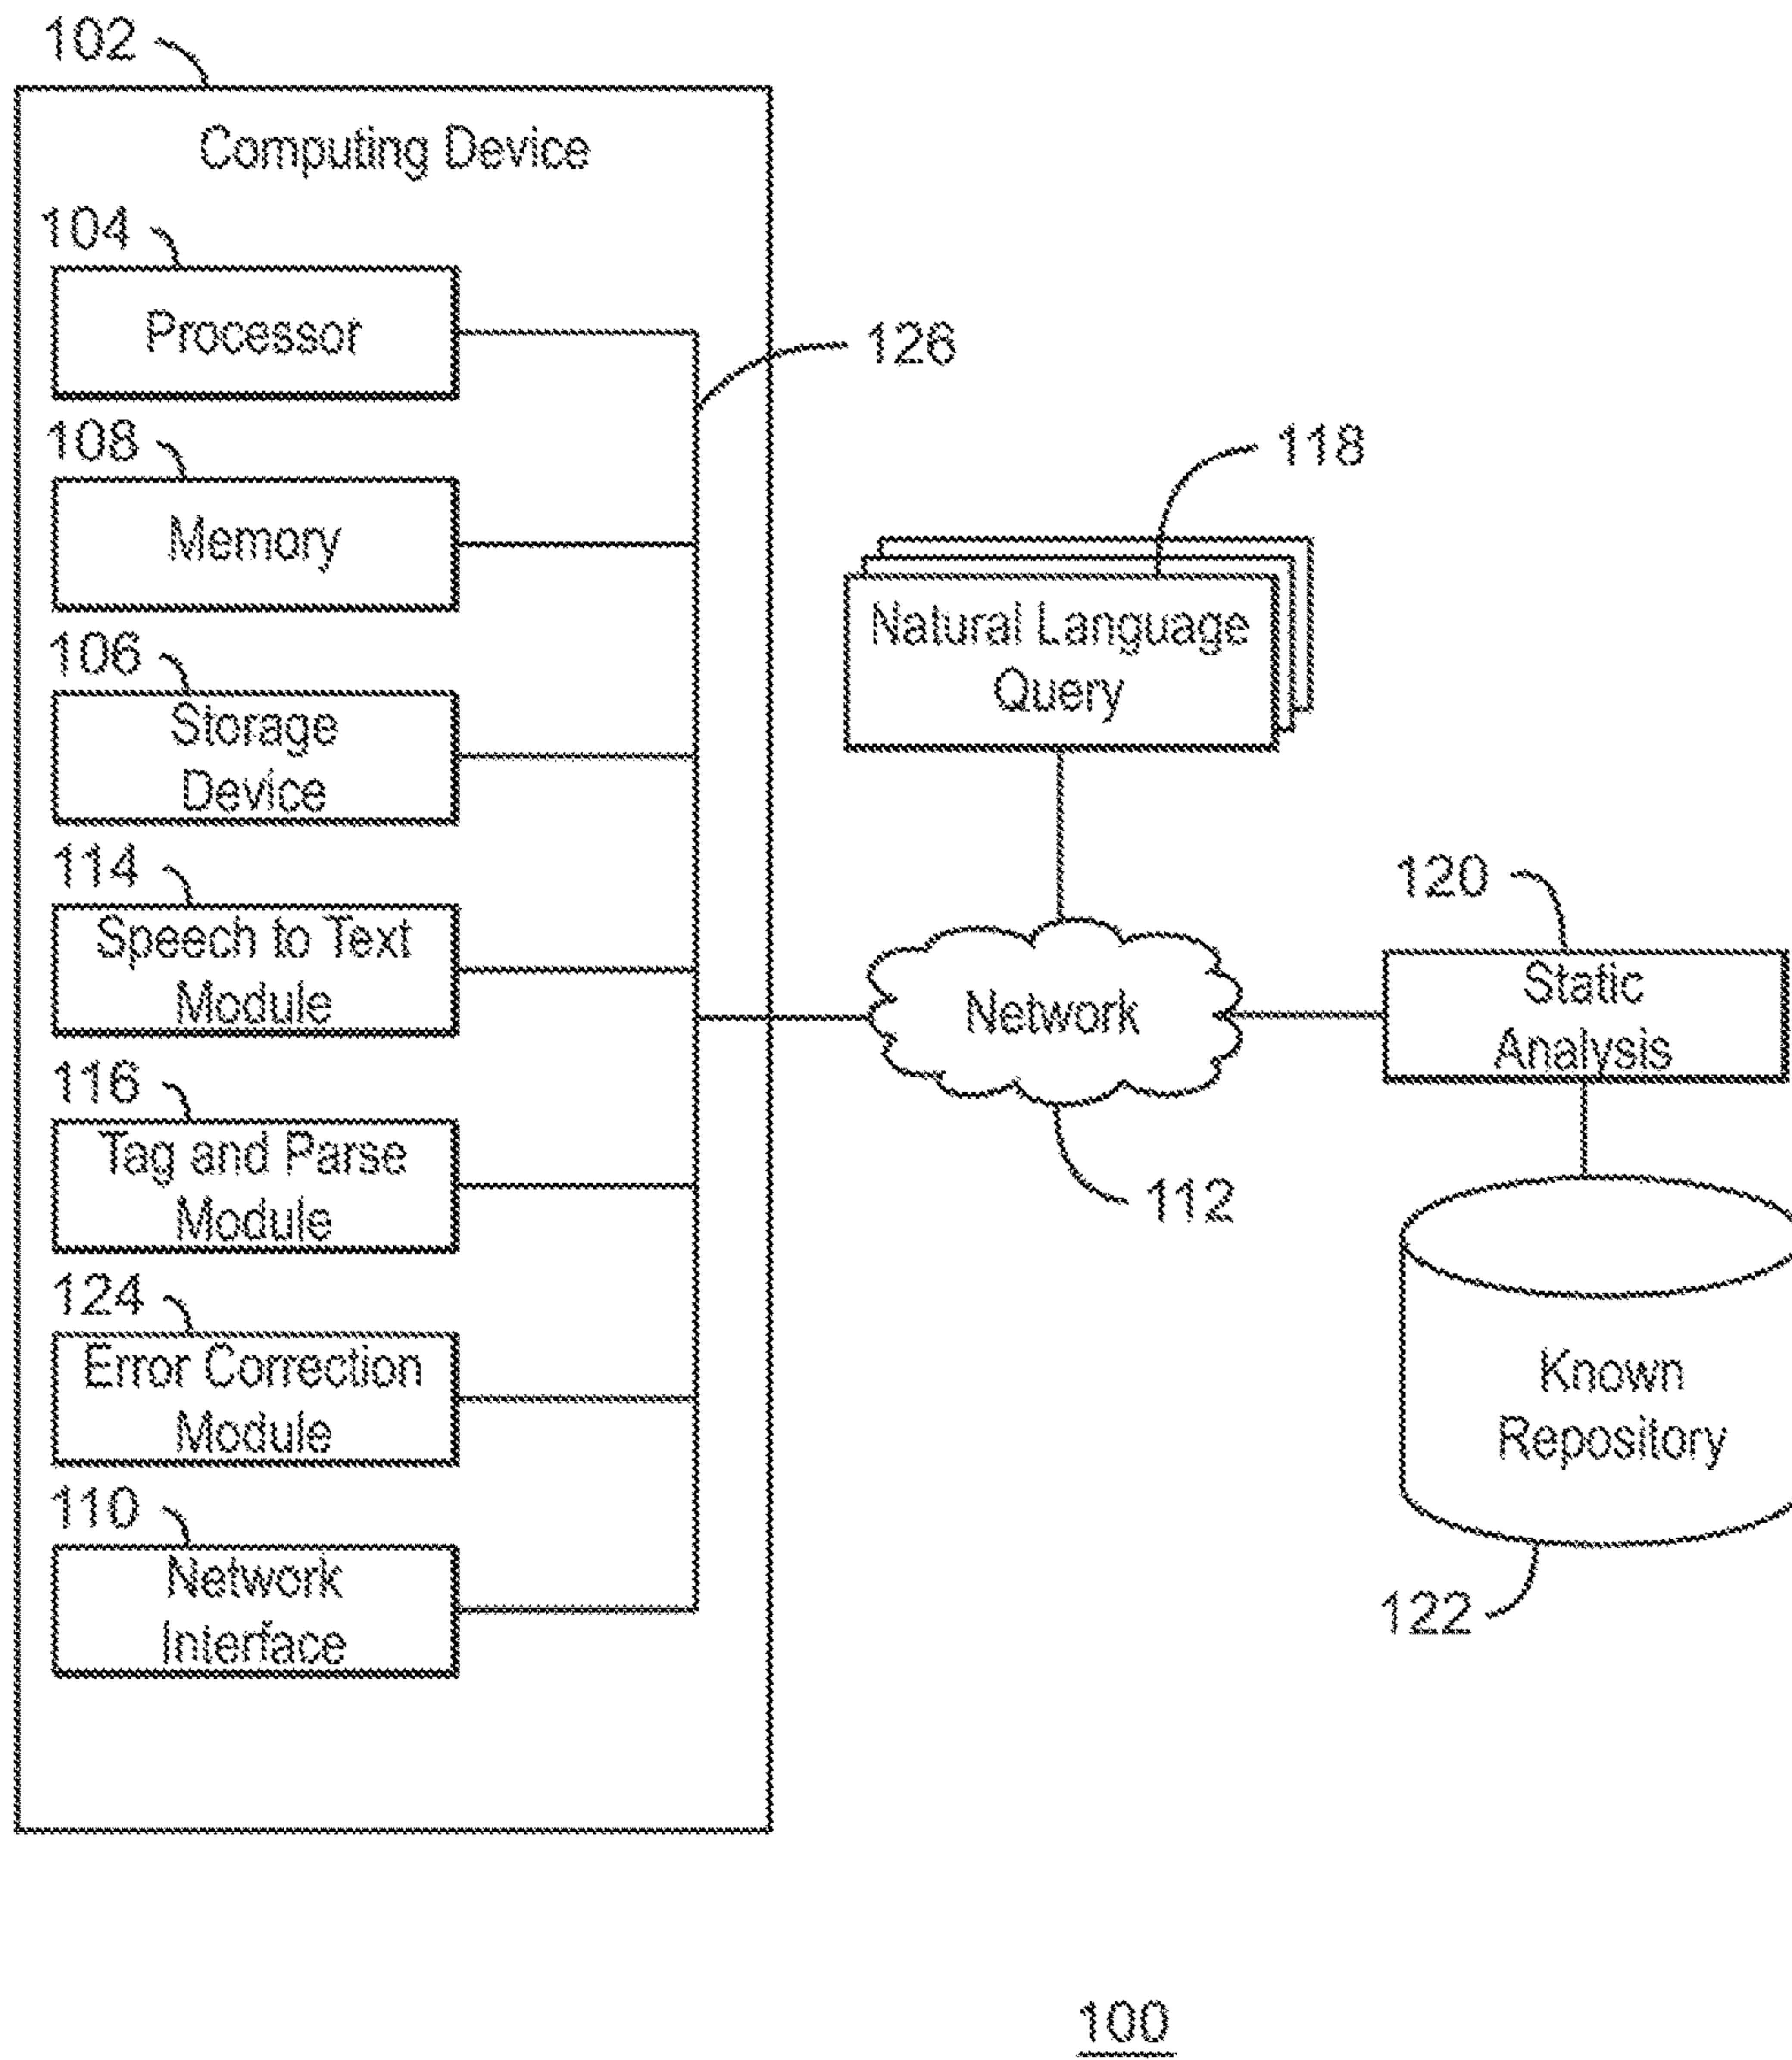 102
Computing Device
104
Processor
126
108
Memory
118
Natural Language
Query
106
Storage
Device
114
Speech to Text
Module
120
Static
Analysis
Network
112
116
Tag and Parse
Module
124
Error Correction
Module
Known
Repository
122
110
Network
Interface
100